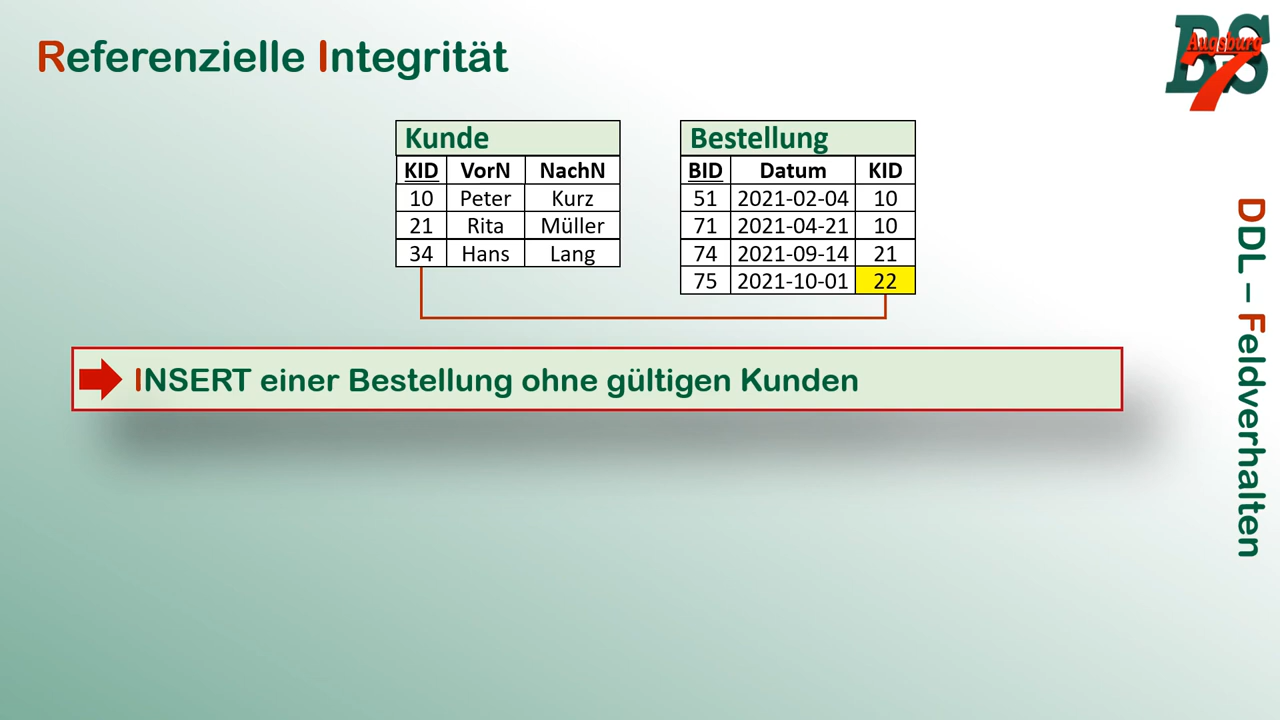 Referenzielle Integrität
BS Augsburg 7
Kunde
KID VorN NachN
10 Peter Kurz
21 Rita Müller
34 Hans Lang
Bestellung
BID Datum KID
51 2021-02-04 10
71 2021-04-21 10
74 2021-09-14 21
75 2021-10-01 22
INSERT einer Bestellung ohne gültigen Kunden
DDL – Feldverhalten